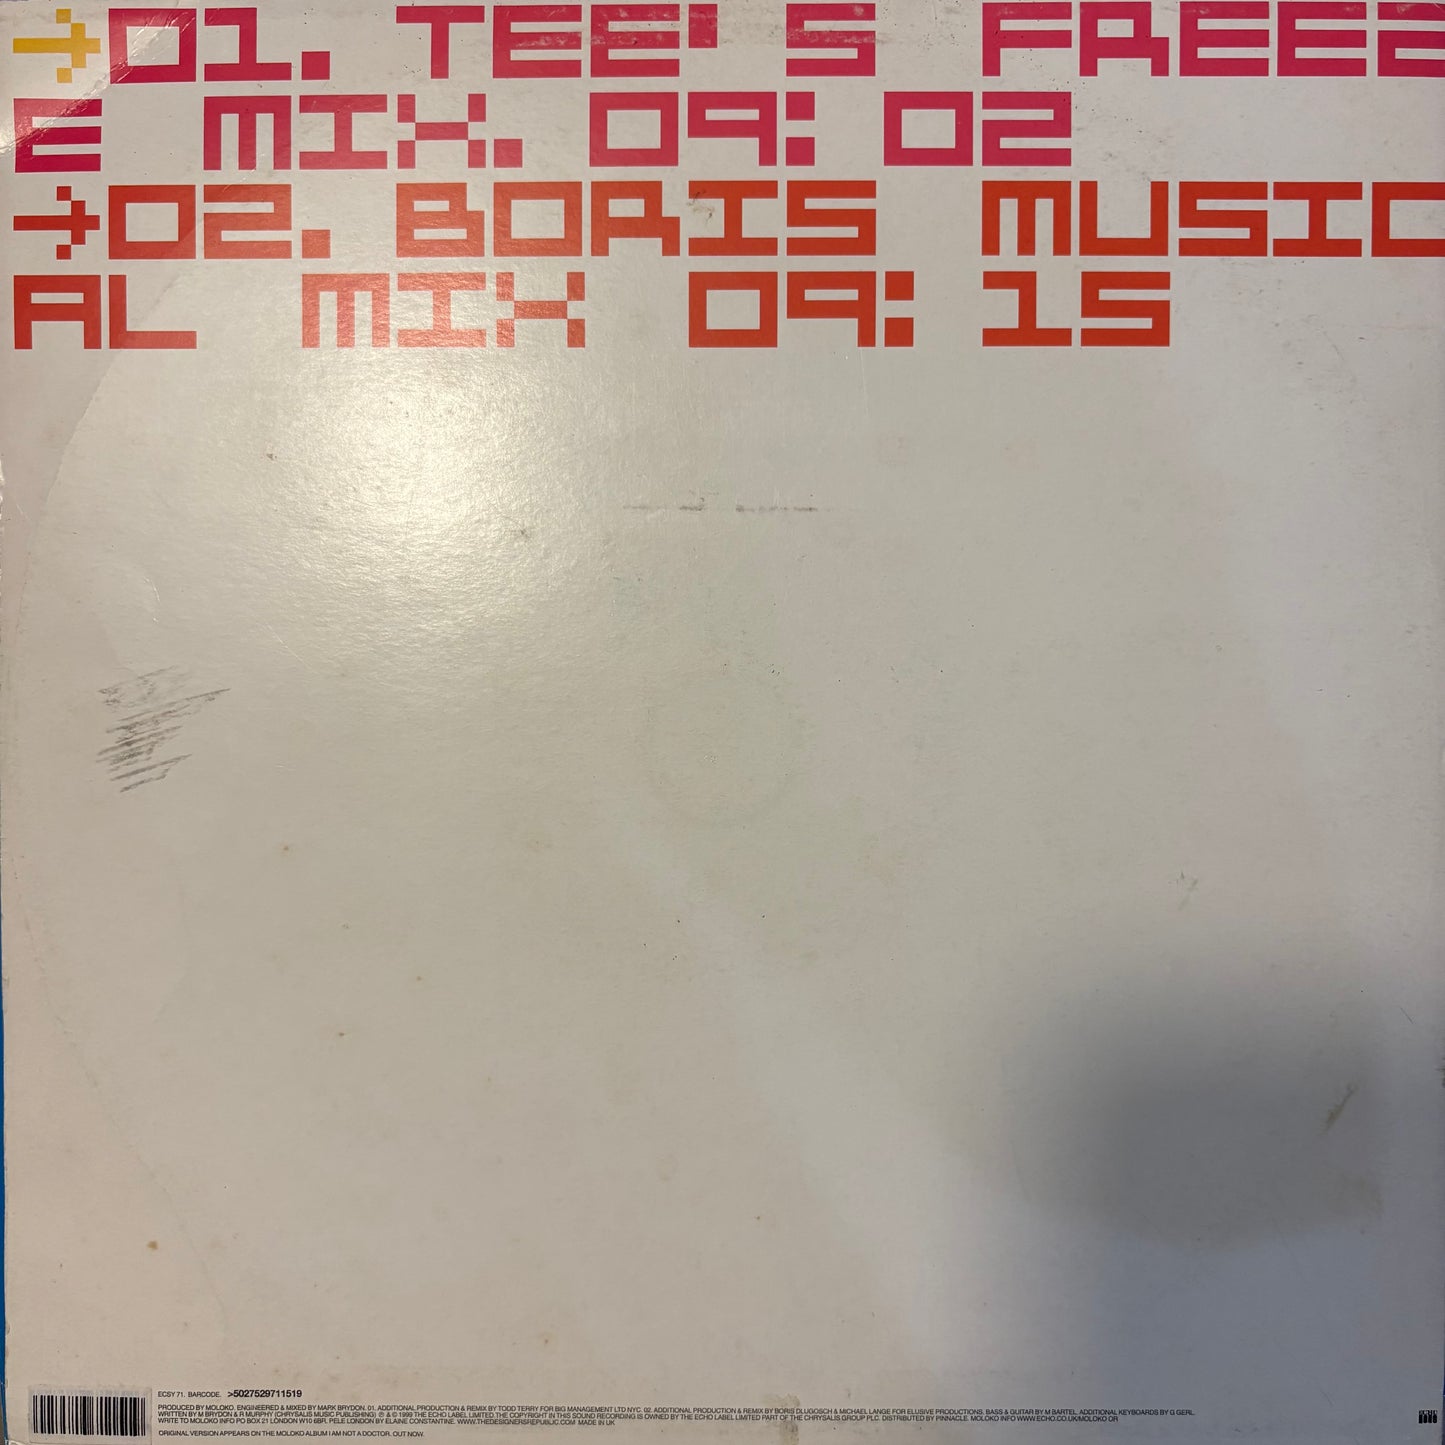 →01. TEE'S FREEZ
E MIX. 09:02
→02. BORIS MUSIC
AL MIX 09:15
ECSY 71. BARCODE. >5027529711519
PRODUCED BY MOLOKO. ENGINEERED & MIXED BY MARK BRYDON. 01. ADDITIONAL PRODUCTION & REMIX BY TODD TERRY FOR BIG MANAGEMENT LTD NYC. 02. ADDITIONAL PRODUCTION & REMIX BY BORIS DLUGOSCH & MICHAEL LANGE FOR ELUSIVE PRODUCTIONS. BASS & GUITAR BY M BARTEL. ADDITIONAL KEYBOARDS BY G GERL.
WRITTEN BY M BRYDON & R MURPHY (CHRYSALIS MUSIC PUBLISHING) ℗ & © 1999 THE ECHO LABEL LIMITED THE COPYRIGHT IN THIS SOUND RECORDING IS OWNED BY THE ECHO LABEL LIMITED PART OF THE CHRYSALIS GROUP PLC. DISTRIBUTED BY PINNACLE. MOLOKO INFO WWW.ECHO.CO.UK/MOLOKO OR
WRITE TO MOLOKO INFO PO BOX 21 LONDON W10 6BR. PELE LONDON BY ELAINE CONSTANTINE. WWW.THEDESIGNERSREPUBLIC.COM MADE IN UK
ORIGINAL VERSION APPEARS ON THE MOLOKO ALBUM I AM NOT A DOCTOR. OUT NOW.